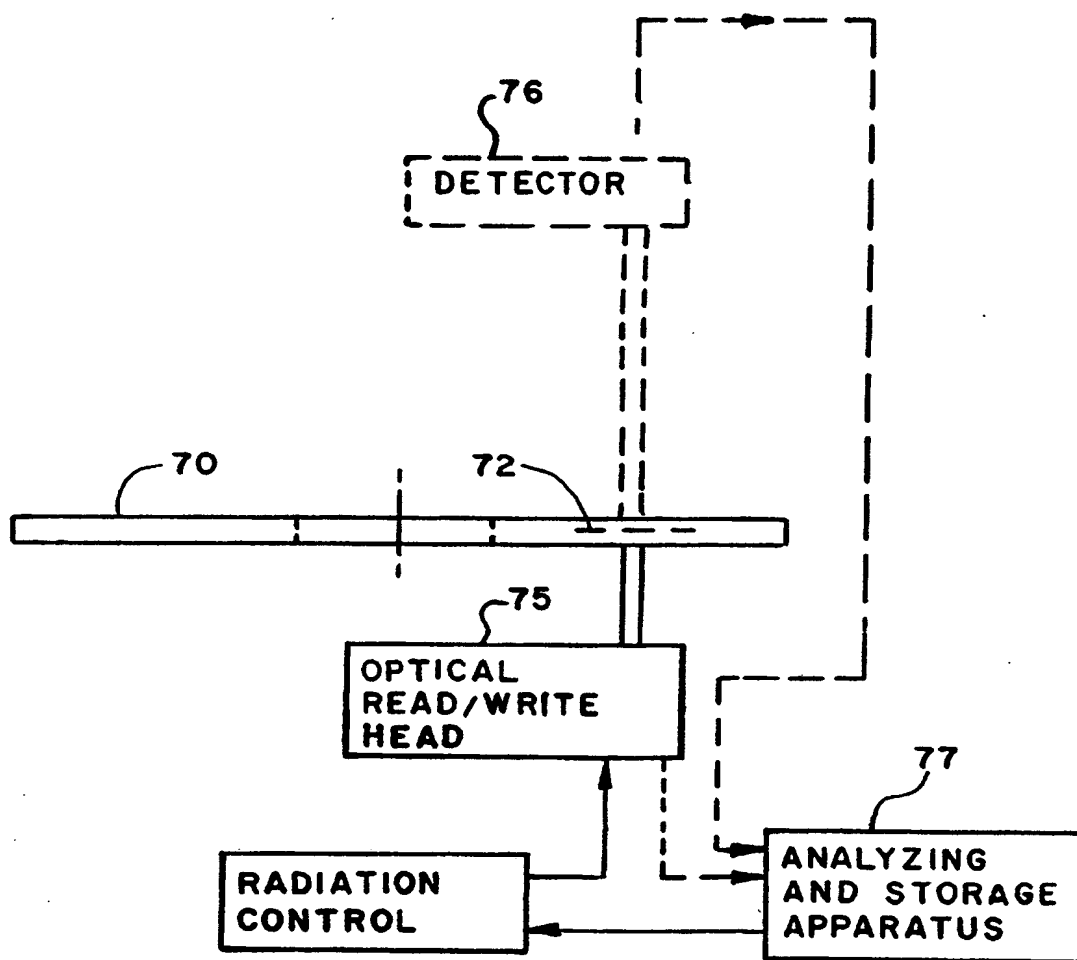 76
DETECTOR
70
72
75
OPTICAL
READ/WRITE
HEAD
77
RADIATION
CONTROL
ANALYZING
AND STORAGE
APPARATUS